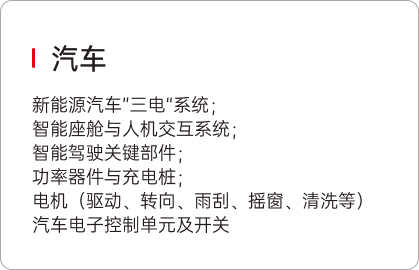 汽车
新能源汽车"三电"系统；
智能座舱与人机交互系统；
智能驾驶关键部件；
功率器件与充电桩；
电机（驱动、转向、雨刮、摇窗、清洗等）
汽车电子控制单元及开关